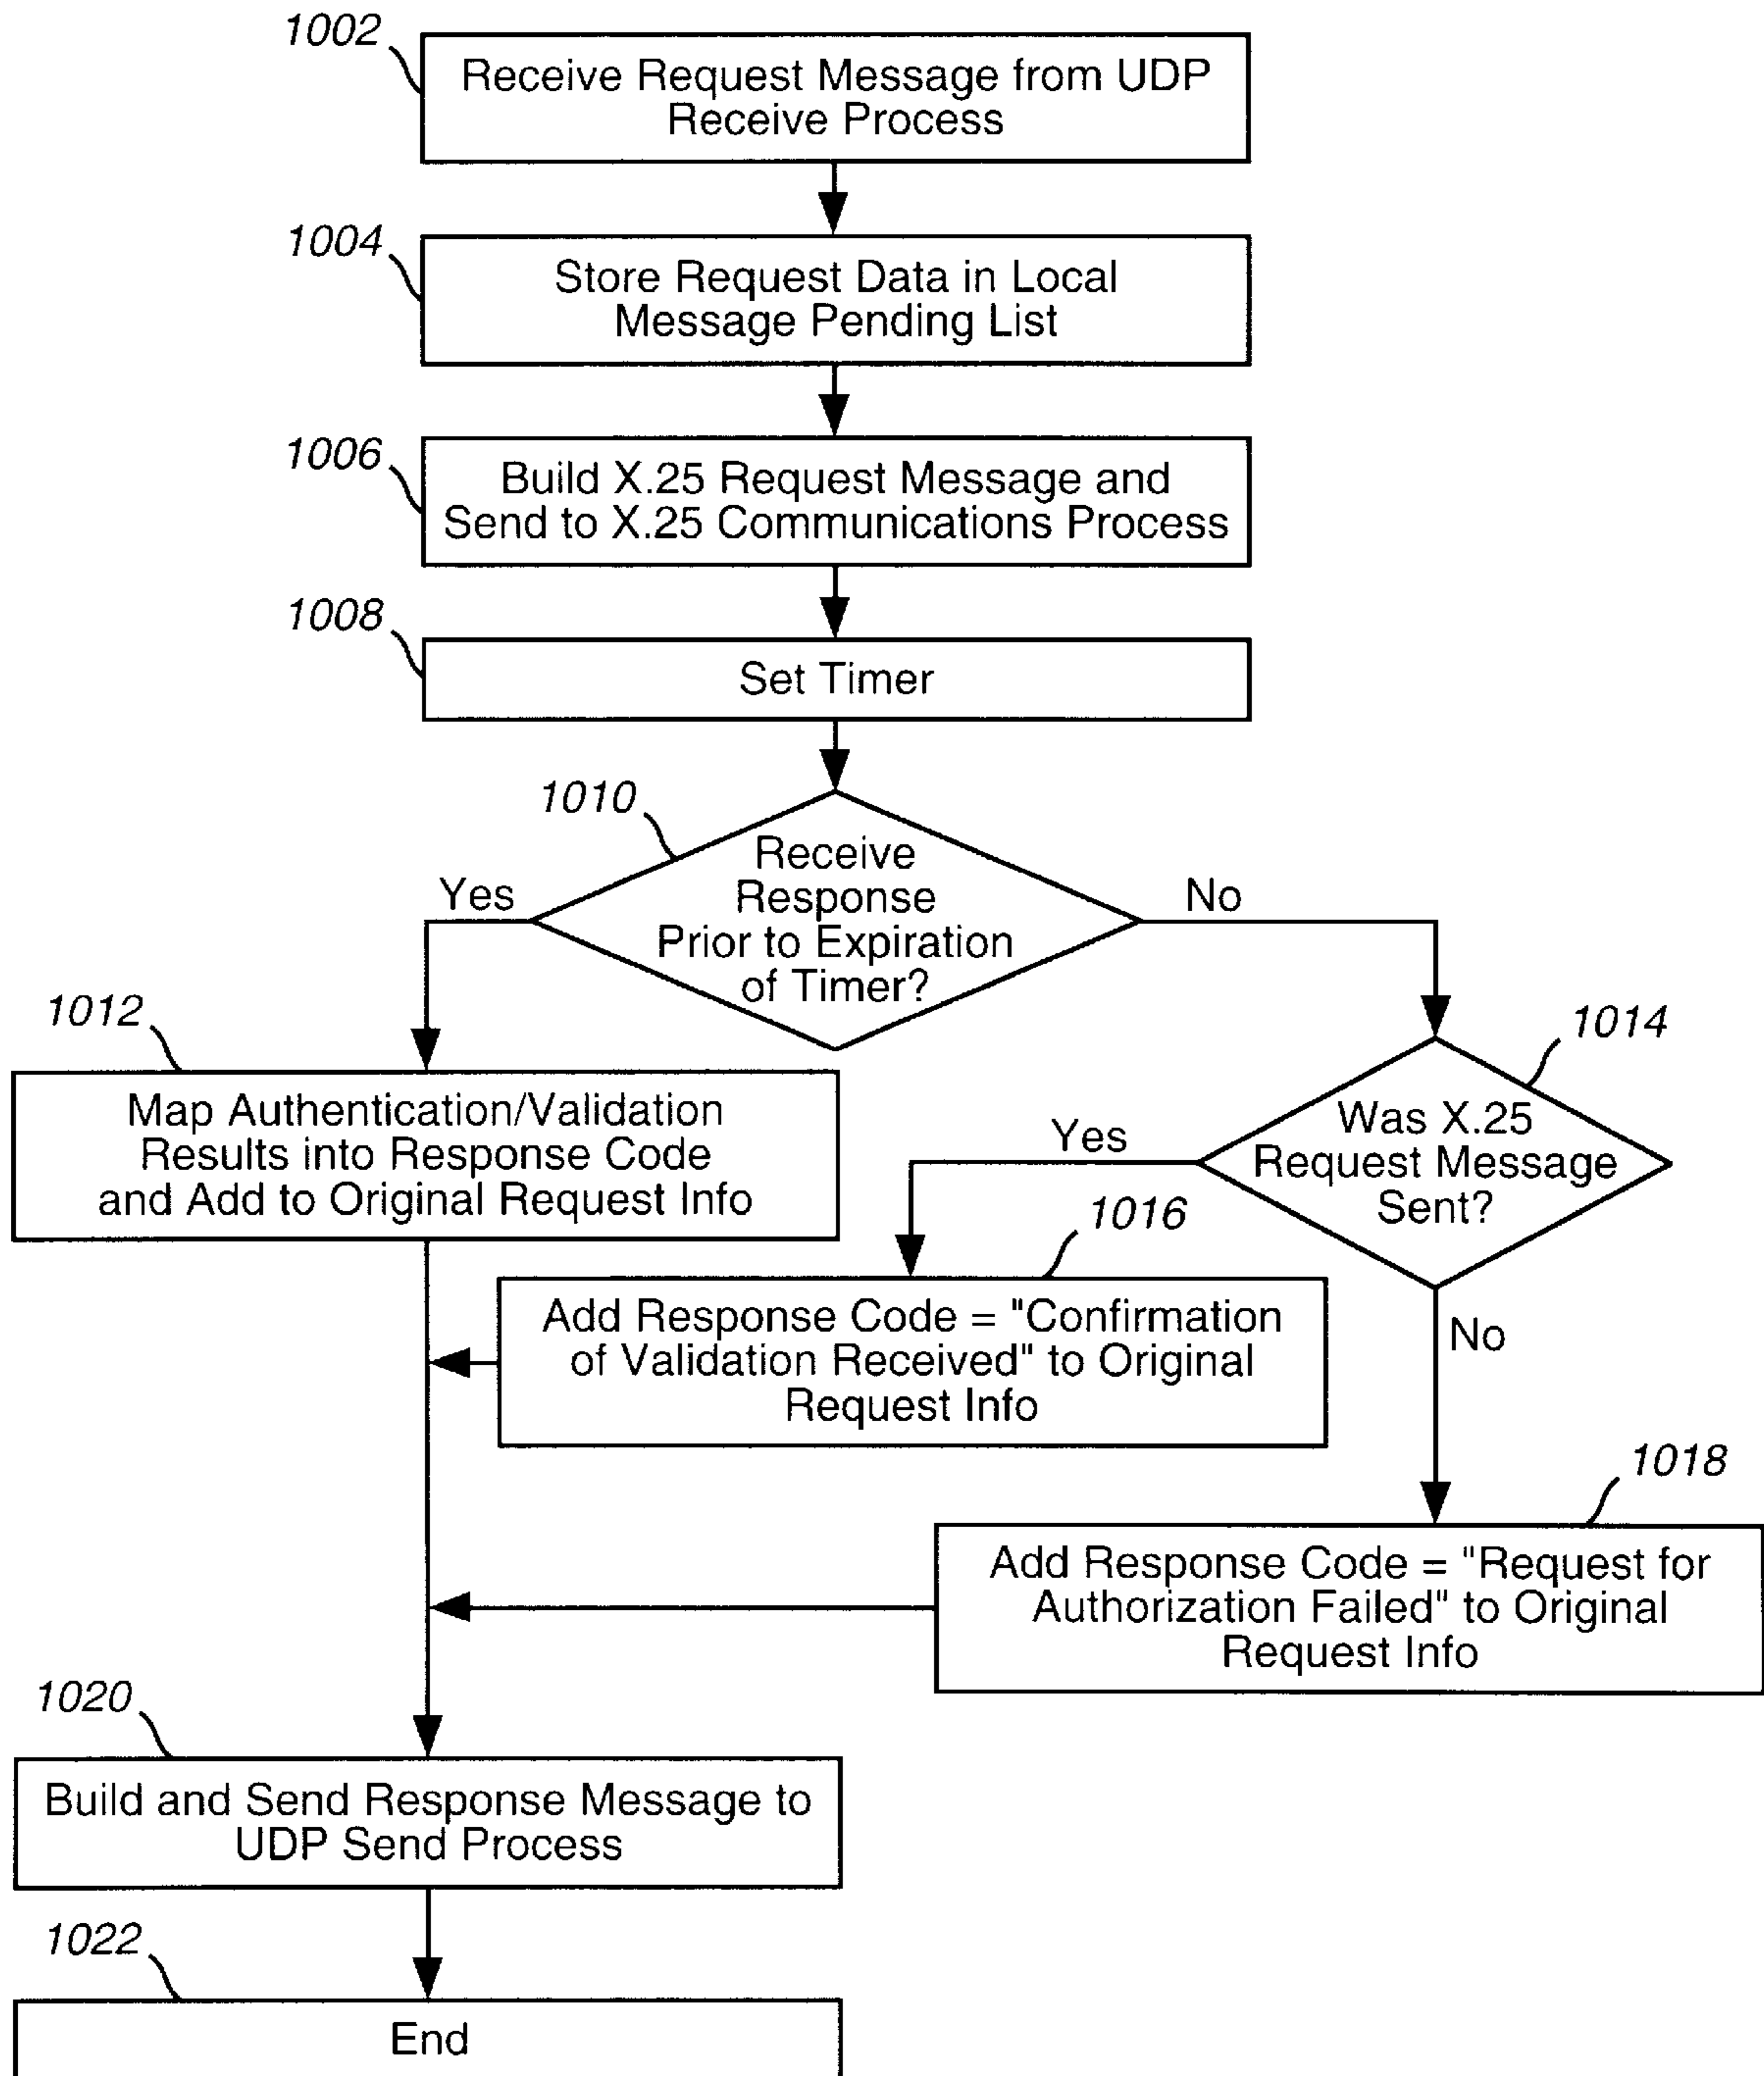 1002
Receive Request Message from UDP
Receive Process
1004
Store Request Data in Local
Message Pending List
1006
Build X.25 Request Message and
Send to X.25 Communications Process
1008
Set Timer
1010
Receive
Response
Prior to Expiration
of Timer?
Yes
No
1012
Map Authentication/Validation
Results into Response Code
and Add to Original Request Info
1014
Was X.25
Request Message
Sent?
Yes
No
1016
Add Response Code = "Confirmation
of Validation Received" to Original
Request Info
1018
Add Response Code = "Request for
Authorization Failed" to Original
Request Info
1020
Build and Send Response Message to
UDP Send Process
1022
End